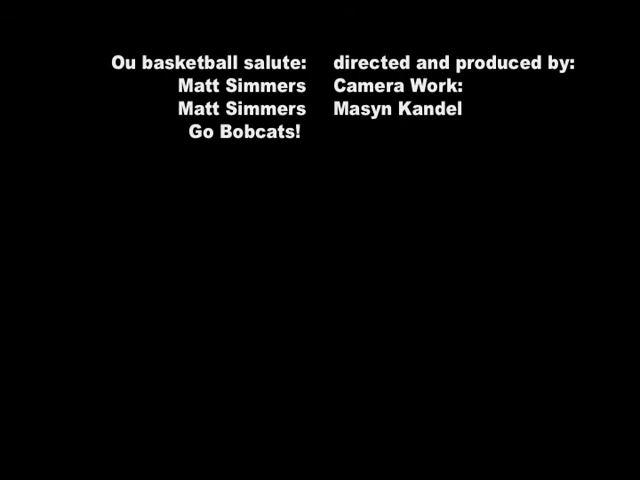 Ou basketball salute: directed and produced by:
Matt Simmers Camera Work:
Matt Simmers Masyn Kandel
Go Bobcats!